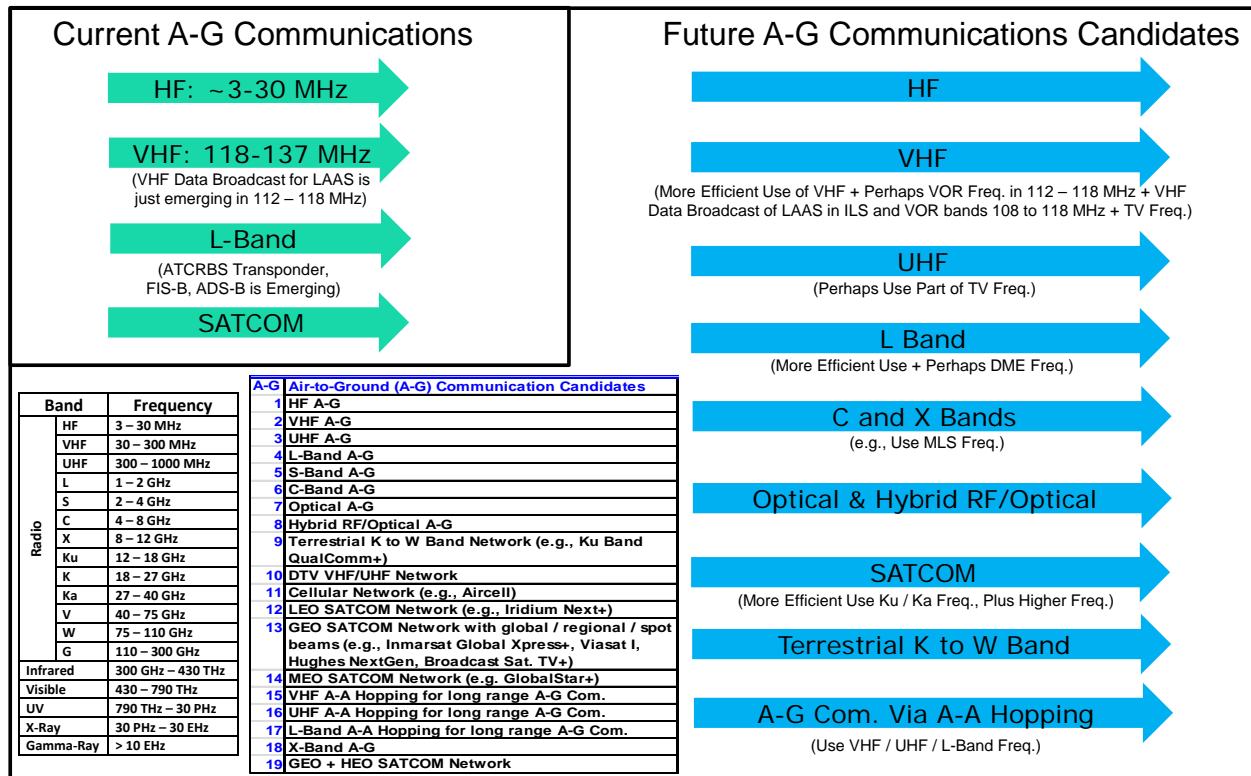 Current A-G Communications
HF: ~3-30 MHz
VHF: 118-137 MHz
(VHF Data Broadcast for LAAS is
just emerging in 112 – 118 MHz)
L-Band
(ATCRBS Transponder,
FIS-B, ADS-B is Emerging)
SATCOM
Future A-G Communications Candidates
HF
VHF
(More Efficient Use of VHF + Perhaps VOR Freq. in 112 – 118 MHz + VHF
Data Broadcast of LAAS in ILS and VOR bands 108 to 118 MHz + TV Freq.)
UHF
(Perhaps Use Part of TV Freq.)
L Band
(More Efficient Use + Perhaps DME Freq.)
C and X Bands
(e.g., Use MLS Freq.)
Optical & Hybrid RF/Optical
SATCOM
(More Efficient Use Ku / Ka Freq., Plus Higher Freq.)
Terrestrial K to W Band
A-G Com. Via A-A Hopping
(Use VHF / UHF / L-Band Freq.)
Band Frequency
Radio
HF 3 – 30 MHz
VHF 30 – 300 MHz
UHF 300 – 1000 MHz
L 1 – 2 GHz
S 2 – 4 GHz
C 4 – 8 GHz
X 8 – 12 GHz
Ku 12 – 18 GHz
K 18 – 27 GHz
Ka 27 – 40 GHz
V 40 – 75 GHz
W 75 – 110 GHz
G 110 – 300 GHz
Infrared 300 GHz – 430 THz
Visible 430 – 790 THz
UV 790 THz – 30 PHz
X-Ray 30 PHz – 30 EHz
Gamma-Ray > 10 EHz
A-G Air-to-Ground (A-G) Communication Candidates
1 HF A-G
2 VHF A-G
3 UHF A-G
4 L-Band A-G
5 S-Band A-G
6 C-Band A-G
7 Optical A-G
8 Hybrid RF/Optical A-G
9 Terrestrial K to W Band Network (e.g., Ku Band
QualComm+)
10 DTV VHF/UHF Network
11 Cellular Network (e.g., Aircell)
12 LEO SATCOM Network (e.g., Iridium Next+)
13 GEO SATCOM Network with global / regional / spot
beams (e.g., Inmarsat Global Xpress+, Viasat I,
Hughes NextGen, Broadcast Sat. TV+)
14 MEO SATCOM Network (e.g. GlobalStar+)
15 VHF A-A Hopping for long range A-G Com.
16 UHF A-A Hopping for long range A-G Com.
17 L-Band A-A Hopping for long range A-G Com.
18 X-Band A-G
19 GEO + HEO SATCOM Network